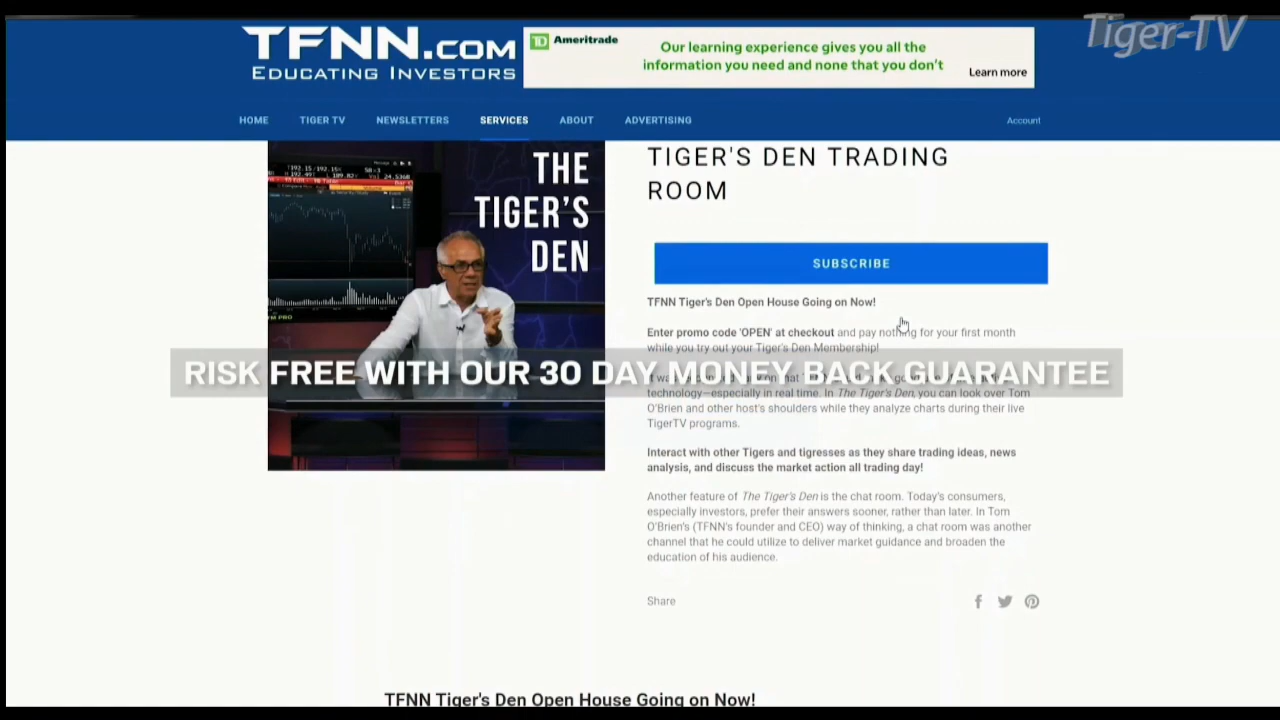 TFNN.COM
EDUCATING INVESTORS
TD Ameritrade
Our learning experience gives you all the
information you need and none that you don't
Learn more
Tiger-TV
HOME TIGER TV NEWSLETTERS SERVICES ABOUT ADVERTISING Account
THE
TIGER'S
DEN
TIGER'S DEN TRADING
ROOM
SUBSCRIBE
TFNN Tiger's Den Open House Going on Now!
Enter promo code 'OPEN' at checkout and pay nothing for your first month
while you try out your Tiger's Den Membership!
RISK FREE WITH OUR 30 DAY MONEY BACK GUARANTEE
technology—especially in real time. In The Tiger's Den, you can look over Tom
O'Brien and other host's shoulders while they analyze charts during their live
TigerTV programs.
Interact with other Tigers and tigresses as they share trading ideas, news
analysis, and discuss the market action all trading day!
Another feature of The Tiger's Den is the chat room. Today's consumers,
especially investors, prefer their answers sooner, rather than later. In Tom
O'Brien's (TFNN's founder and CEO) way of thinking, a chat room was another
channel that he could utilize to deliver market guidance and broaden the
education of his audience.
Share
TFNN Tiger's Den Open House Going on Now!